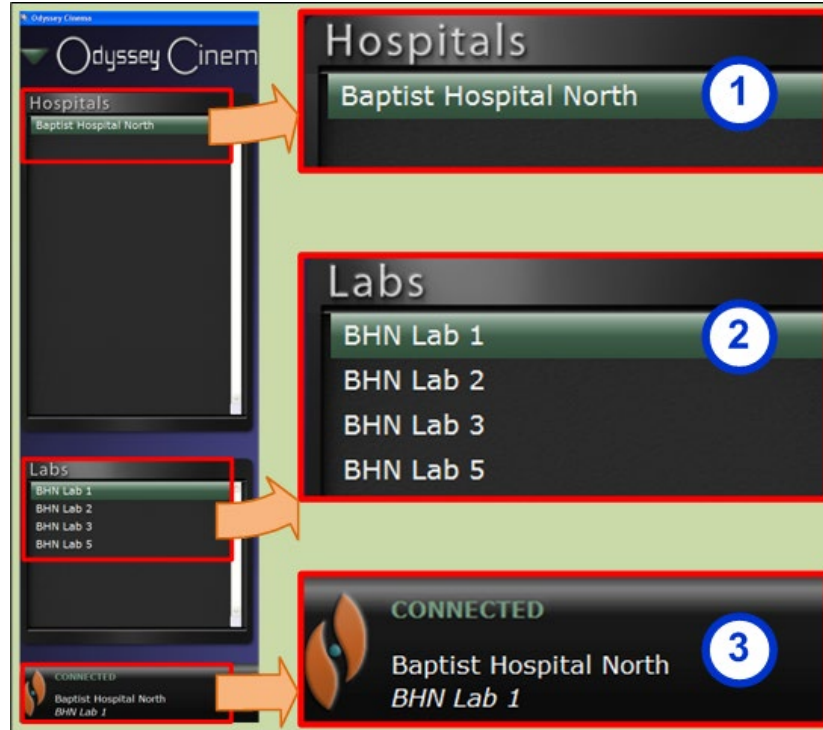 Odyssey Cinema
Odyssey Cinem
Hospitals
Baptist Hospital North
Labs
BHN Lab 1
BHN Lab 2
BHN Lab 3
BHN Lab 5
CONNECTED
Baptist Hospital North
BHN Lab 1
Hospitals
Baptist Hospital North
1
Labs
BHN Lab 1
2
BHN Lab 2
BHN Lab 3
BHN Lab 5
CONNECTED
3
Baptist Hospital North
BHN Lab 1